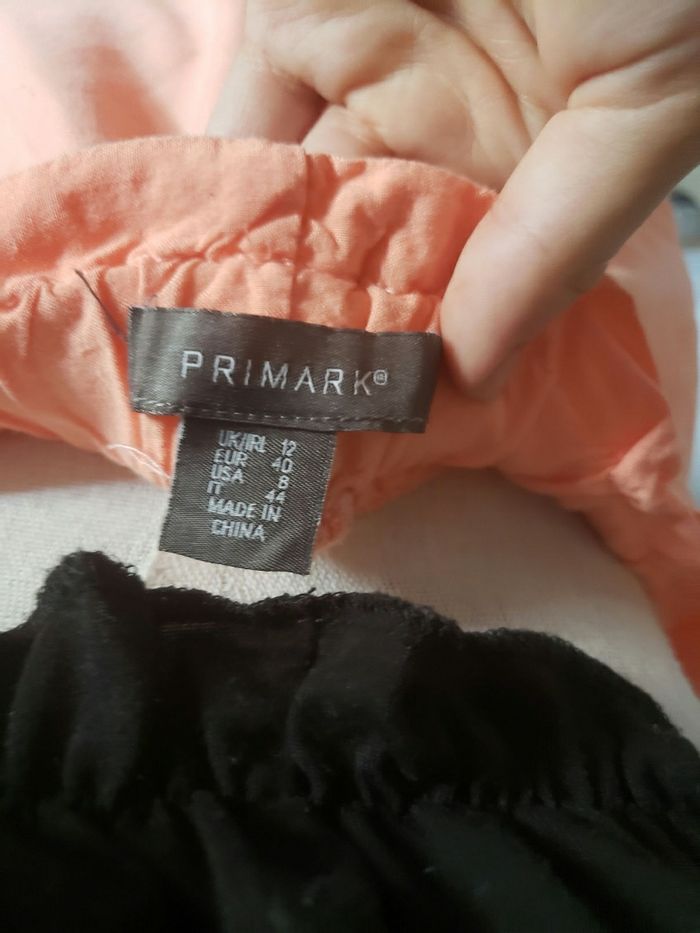 PRIMARK®
UK/IRL 12
EUR 40
USA 8
IT 44
MADE IN
CHINA